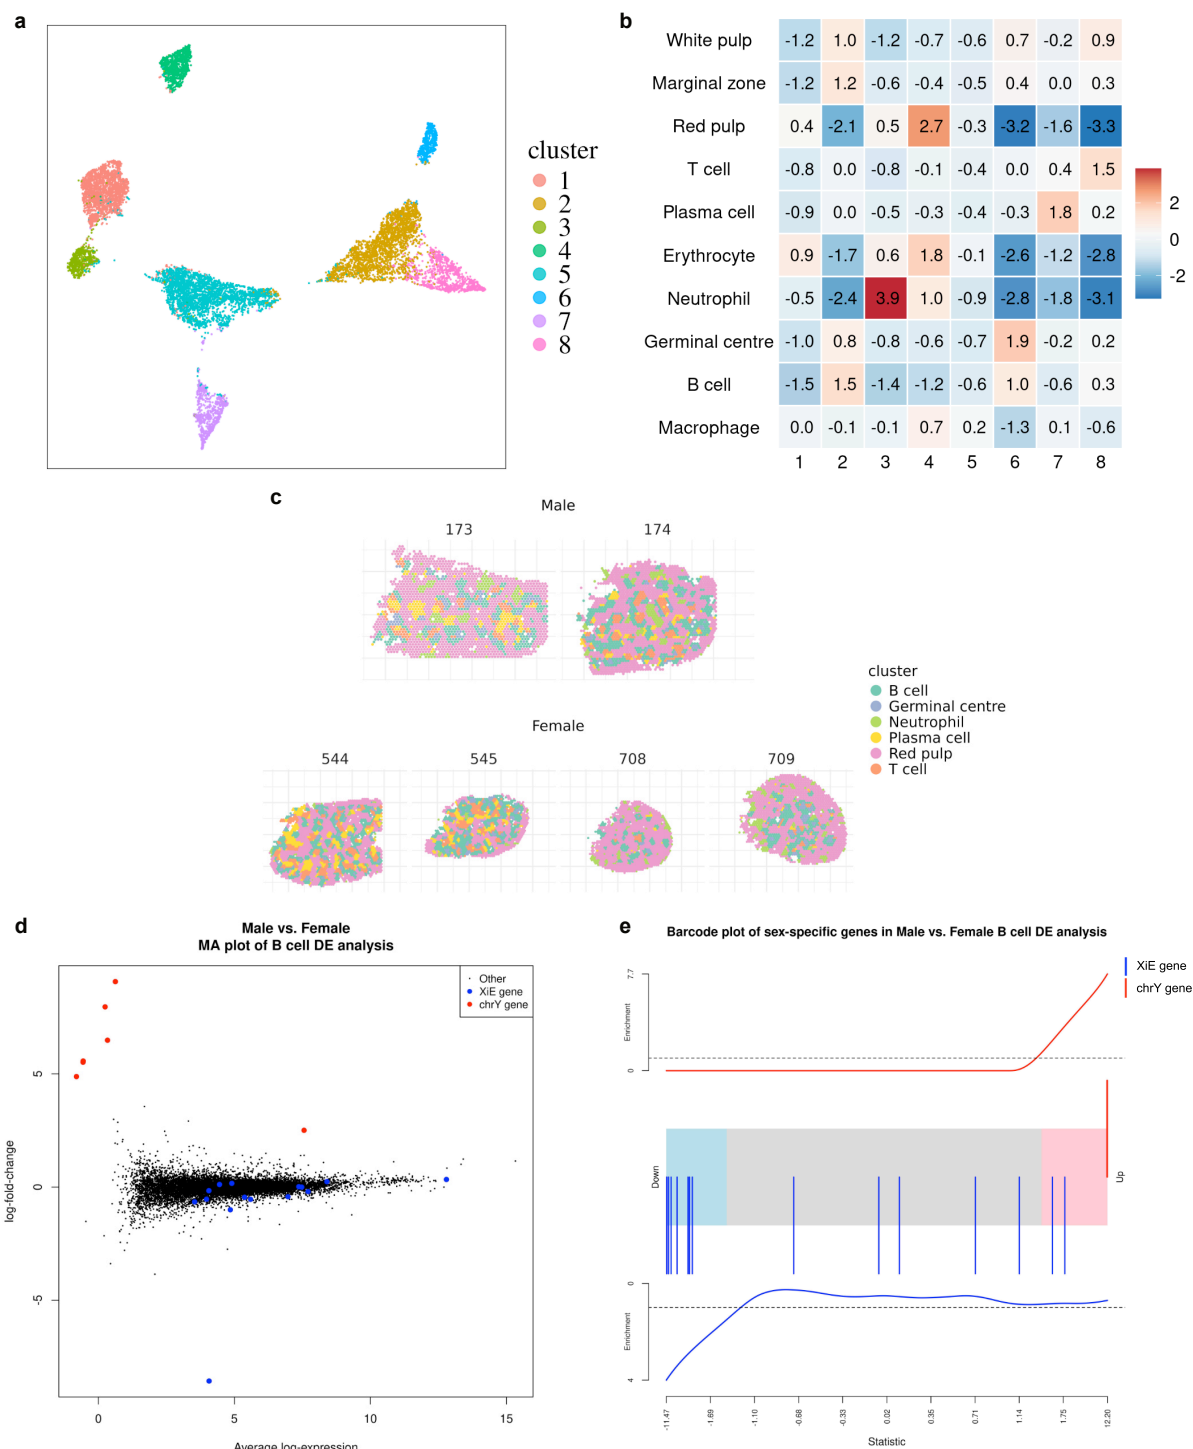 a
cluster
1
2
3
4
5
6
7
8
b
White pulp -1.2 1.0 -1.2 -0.7 -0.6 0.7 -0.2 0.9
Marginal zone -1.2 1.2 -0.6 -0.4 -0.5 0.4 0.0 0.3
Red pulp 0.4 -2.1 0.5 2.7 -0.3 -3.2 -1.6 -3.3
T cell -0.8 0.0 -0.8 -0.1 -0.4 0.0 0.4 1.5
Plasma cell -0.9 0.0 -0.5 -0.3 -0.4 -0.3 1.8 0.2
Erythrocyte 0.9 -1.7 0.6 1.8 -0.1 -2.6 -1.2 -2.8
Neutrophil -0.5 -2.4 3.9 1.0 -0.9 -2.8 -1.8 -3.1
Germinal centre -1.0 0.8 -0.8 -0.6 -0.7 1.9 -0.2 0.2
B cell -1.5 1.5 -1.4 -1.2 -0.6 1.0 -0.6 0.3
Macrophage 0.0 -0.1 -0.1 0.7 0.2 -1.3 0.1 -0.6
1 2 3 4 5 6 7 8
2
0
-2
c
Male
173 174
Female
544 545 708 709
cluster
B cell
Germinal centre
Neutrophil
Plasma cell
Red pulp
T cell
d
Male vs. Female
MA plot of B cell DE analysis
Other
XiE gene
chrY gene
log-fold-change
5
0
-5
0 5 10 15
Average log-expression
e
Barcode plot of sex-specific genes in Male vs. Female B cell DE analysis
XiE gene
chrY gene
7.7
Enrichment
0
Down
Up
0
Enrichment
4
-11.47 -1.69 -1.10 -0.68 -0.33 0.02 0.35 0.71 1.14 1.75 12.20
Statistic